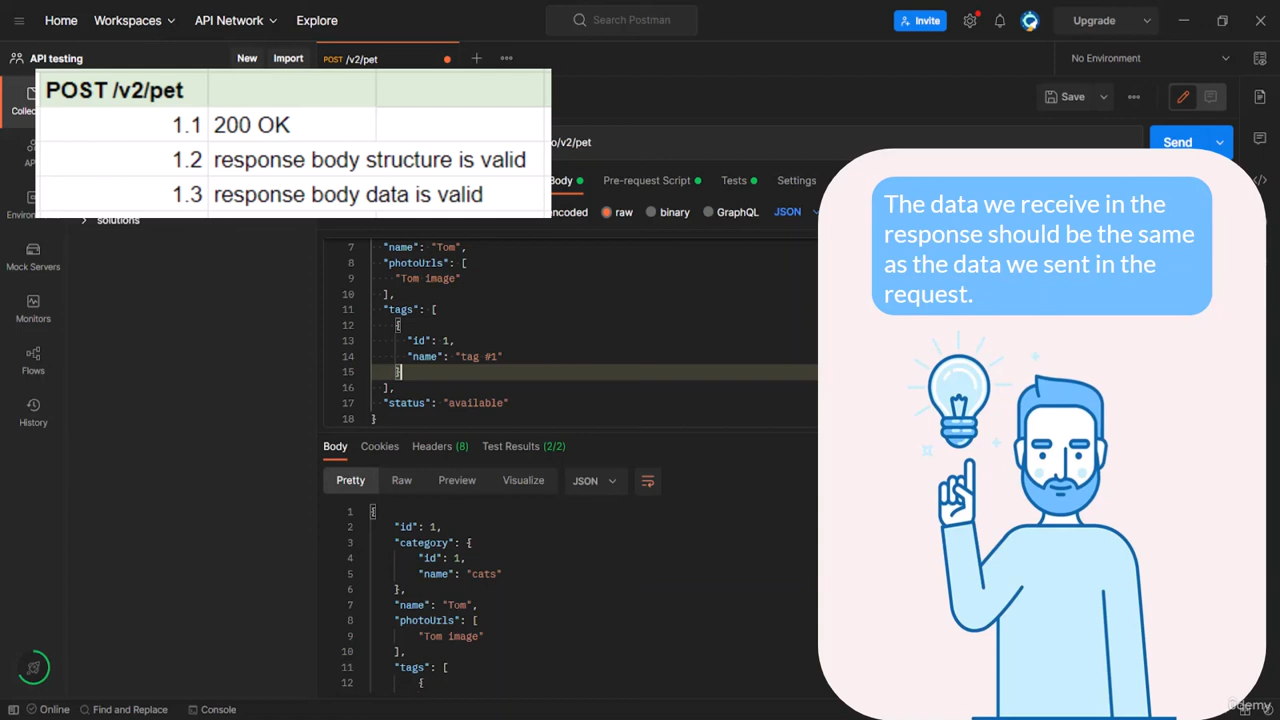 Home
Workspaces
API Network
Explore
Search Postman
Invite
Upgrade
API testing
New
Import
POST /v2/pet
No Environment
POST /v2/pet
1.1 200 OK
1.2 response body structure is valid
1.3 response body data is valid
Save
o/v2/pet
Send
Body
Pre-request Script
Tests
Settings
encoded
raw
binary
GraphQL
JSON
solutions
Mock Servers
Monitors
Flows
History
7 "name": "Tom",
8 "photoUrls": [
9 "Tom image"
10 ],
11 "tags": [
12 {
13 "id": 1,
14 "name": "tag #1"
15 }
16 ],
17 "status": "available"
18 }
Body
Cookies
Headers (8)
Test Results (2/2)
Pretty
Raw
Preview
Visualize
JSON
1 {
2 "id": 1,
3 "category": {
4 "id": 1,
5 "name": "cats"
6 },
7 "name": "Tom",
8 "photoUrls": [
9 "Tom image"
10 ],
11 "tags": [
12 {
The data we receive in the
response should be the same
as the data we sent in the
request.
Online
Find and Replace
Console